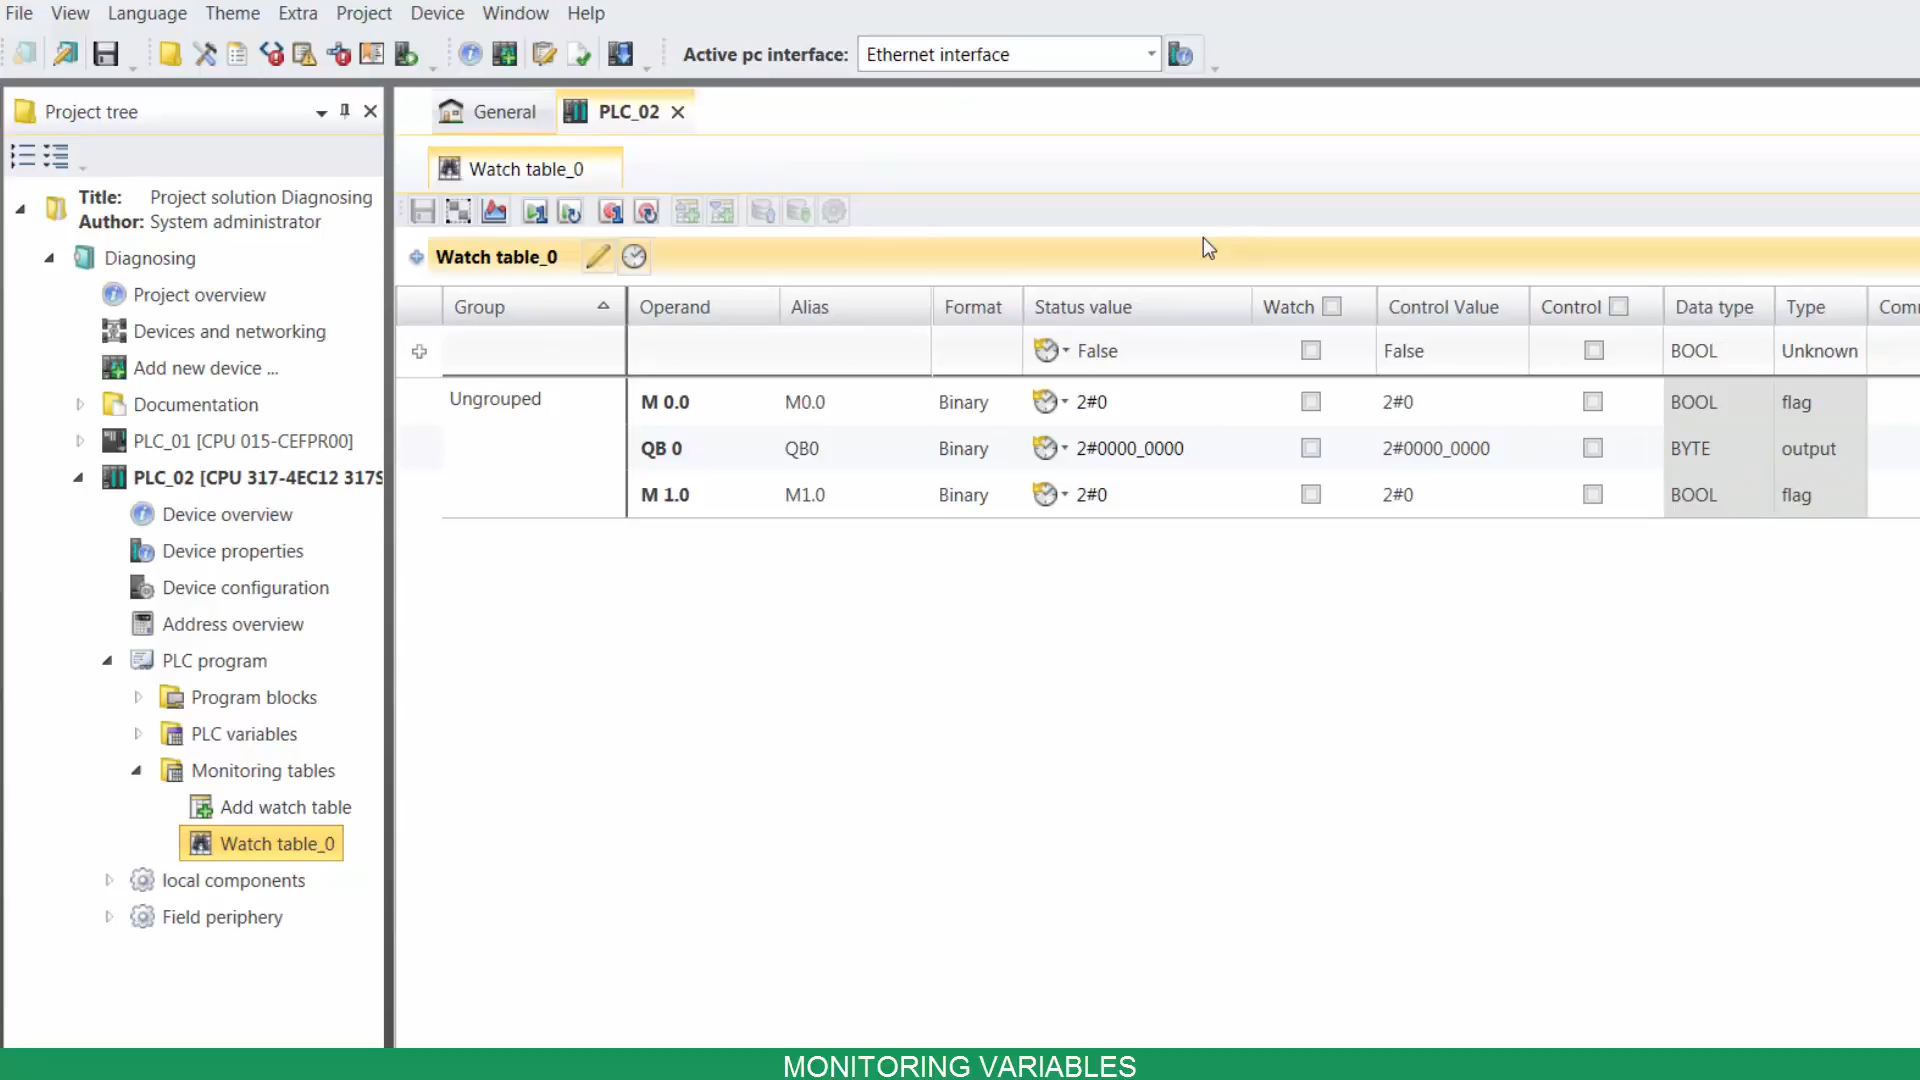 File View Language Theme Extra Project Device Window Help
Active pc interface: Ethernet interface
Project tree
General PLC_02
Watch table_0
Title: Project solution Diagnosing
Author: System administrator
Watch table_0
Diagnosing
Project overview
Devices and networking
Add new device ...
Documentation
PLC_01 [CPU 015-CEFPR00]
PLC_02 [CPU 317-4EC12 317S
Device overview
Device properties
Device configuration
Address overview
PLC program
Program blocks
PLC variables
Monitoring tables
Add watch table
Watch table_0
local components
Field periphery
Group Operand Alias Format Status value Watch Control Value Control Data type Type Com
False False BOOL Unknown
Ungrouped
M 0.0 M0.0 Binary 2#0 2#0 BOOL flag
QB 0 QB0 Binary 2#0000_0000 2#0000_0000 BYTE output
M 1.0 M1.0 Binary 2#0 2#0 BOOL flag
MONITORING VARIABLES